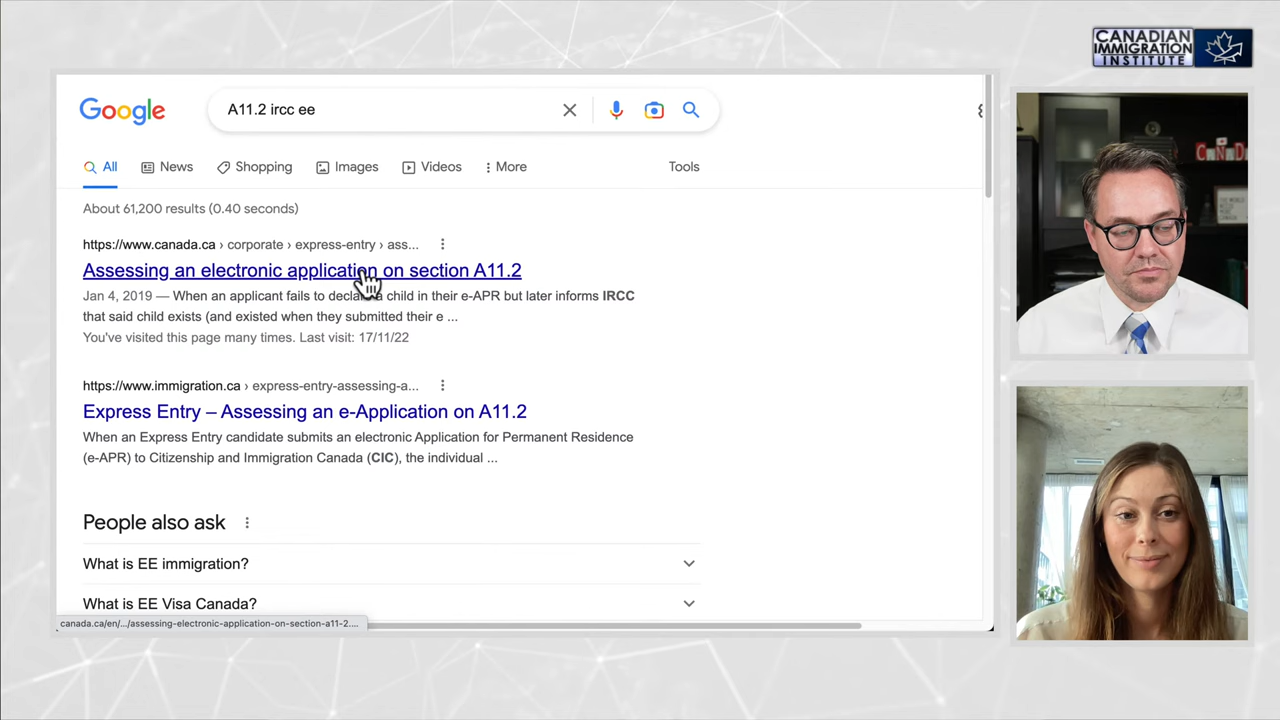 CANADIAN
IMMIGRATION
INSTITUTE
Google
A11.2 ircc ee
All
News
Shopping
Images
Videos
More
Tools
About 61,200 results (0.40 seconds)
https://www.canada.ca › corporate › express-entry › ass...
Assessing an electronic application on section A11.2
Jan 4, 2019 — When an applicant fails to declare a child in their e-APR but later informs IRCC
that said child exists (and existed when they submitted their e ...
You've visited this page many times. Last visit: 17/11/22
https://www.immigration.ca › express-entry-assessing-a...
Express Entry – Assessing an e-Application on A11.2
When an Express Entry candidate submits an electronic Application for Permanent Residence
(e-APR) to Citizenship and Immigration Canada (CIC), the individual ...
People also ask
What is EE immigration?
What is EE Visa Canada?
canada.ca/en/.../assessing-electronic-application-on-section-a11-2....